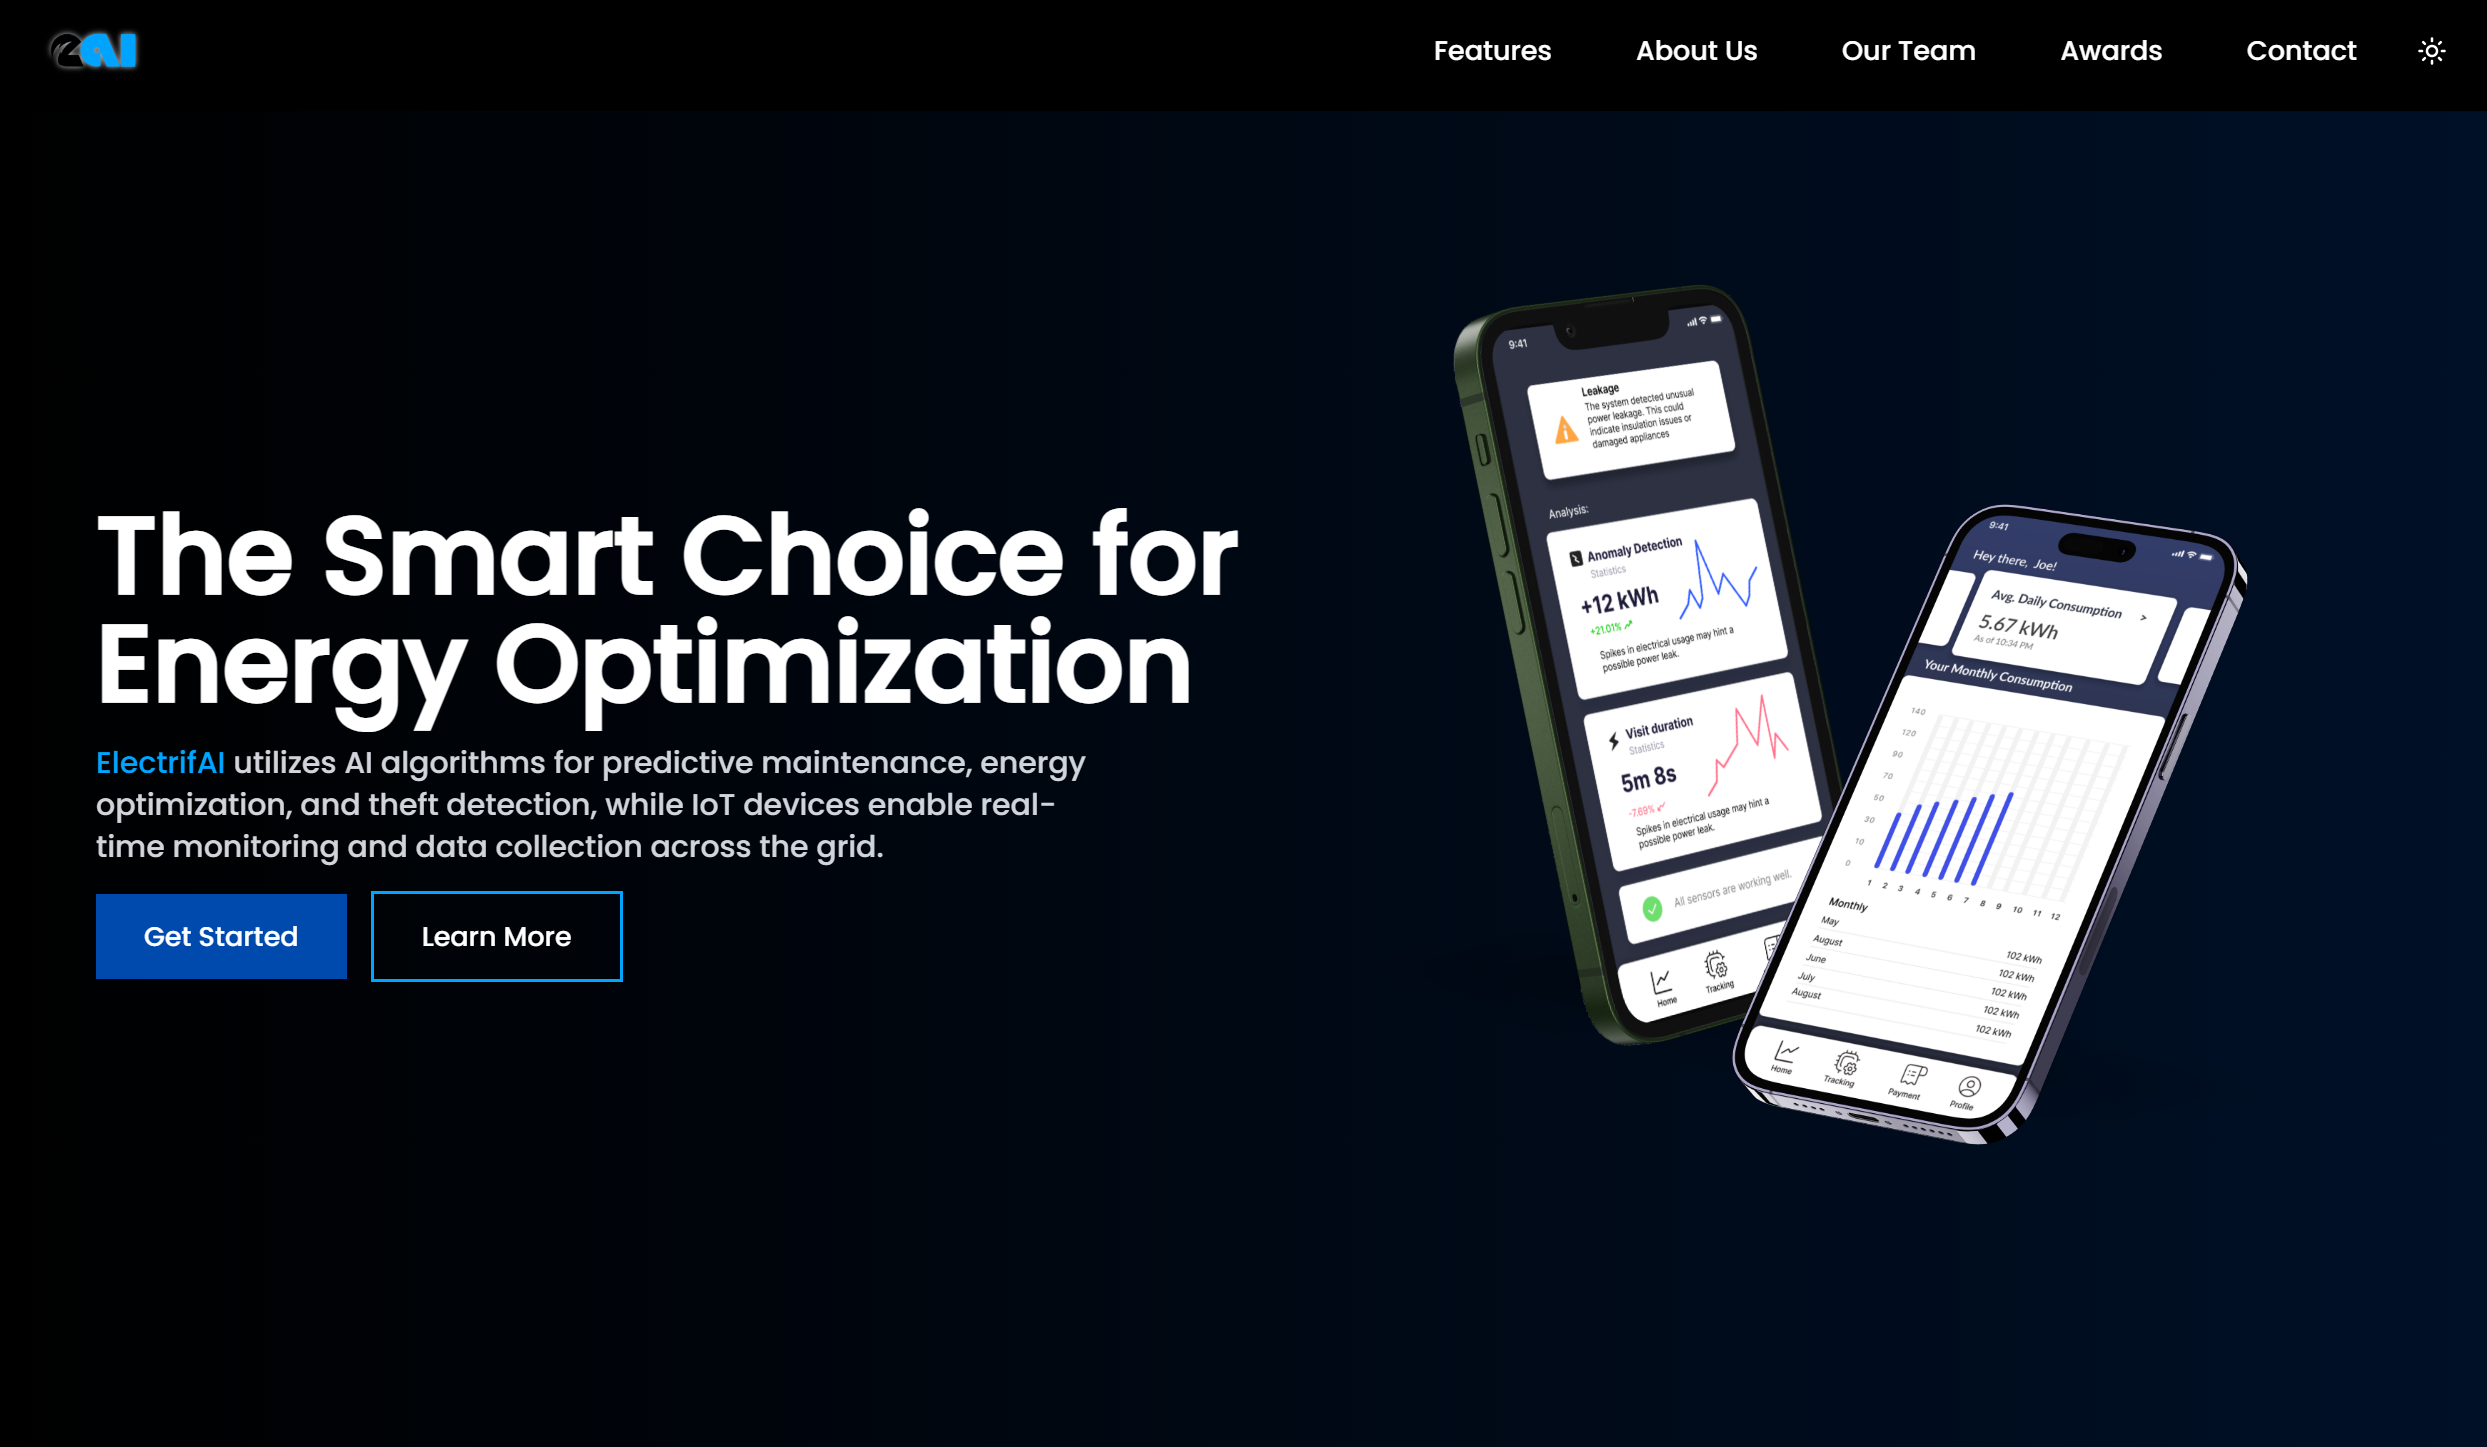 eAI
Features
About Us
Our Team
Awards
Contact
The Smart Choice for
Energy Optimization
ElectrifAI utilizes AI algorithms for predictive maintenance, energy
optimization, and theft detection, while IoT devices enable real-
time monitoring and data collection across the grid.
Get Started
Learn More
9:41
Leakage
The system detected unusual
power leakage. This could
indicate insulation issues or
damaged appliances
Analysis:
Anomaly Detection
Statistics
+12 kWh
+21.01%
Spikes in electrical usage may hint a
possible power leak.
Visit duration
Statistics
5m 8s
-7.69%
Spikes in electrical usage may hint a
possible power leak.
All sensors are working well.
Home
Tracking
9:41
Hey there, Joe!
Avg. Daily Consumption >
5.67 kWh
As of 10:34 PM
Your Monthly Consumption
140
120
90
70
50
30
10
0
1 2 3 4 5 6 7 8 9 10 11 12
Monthly
May 102 kWh
August 102 kWh
June 102 kWh
July 102 kWh
August 102 kWh
Home
Tracking
Payment
Profile